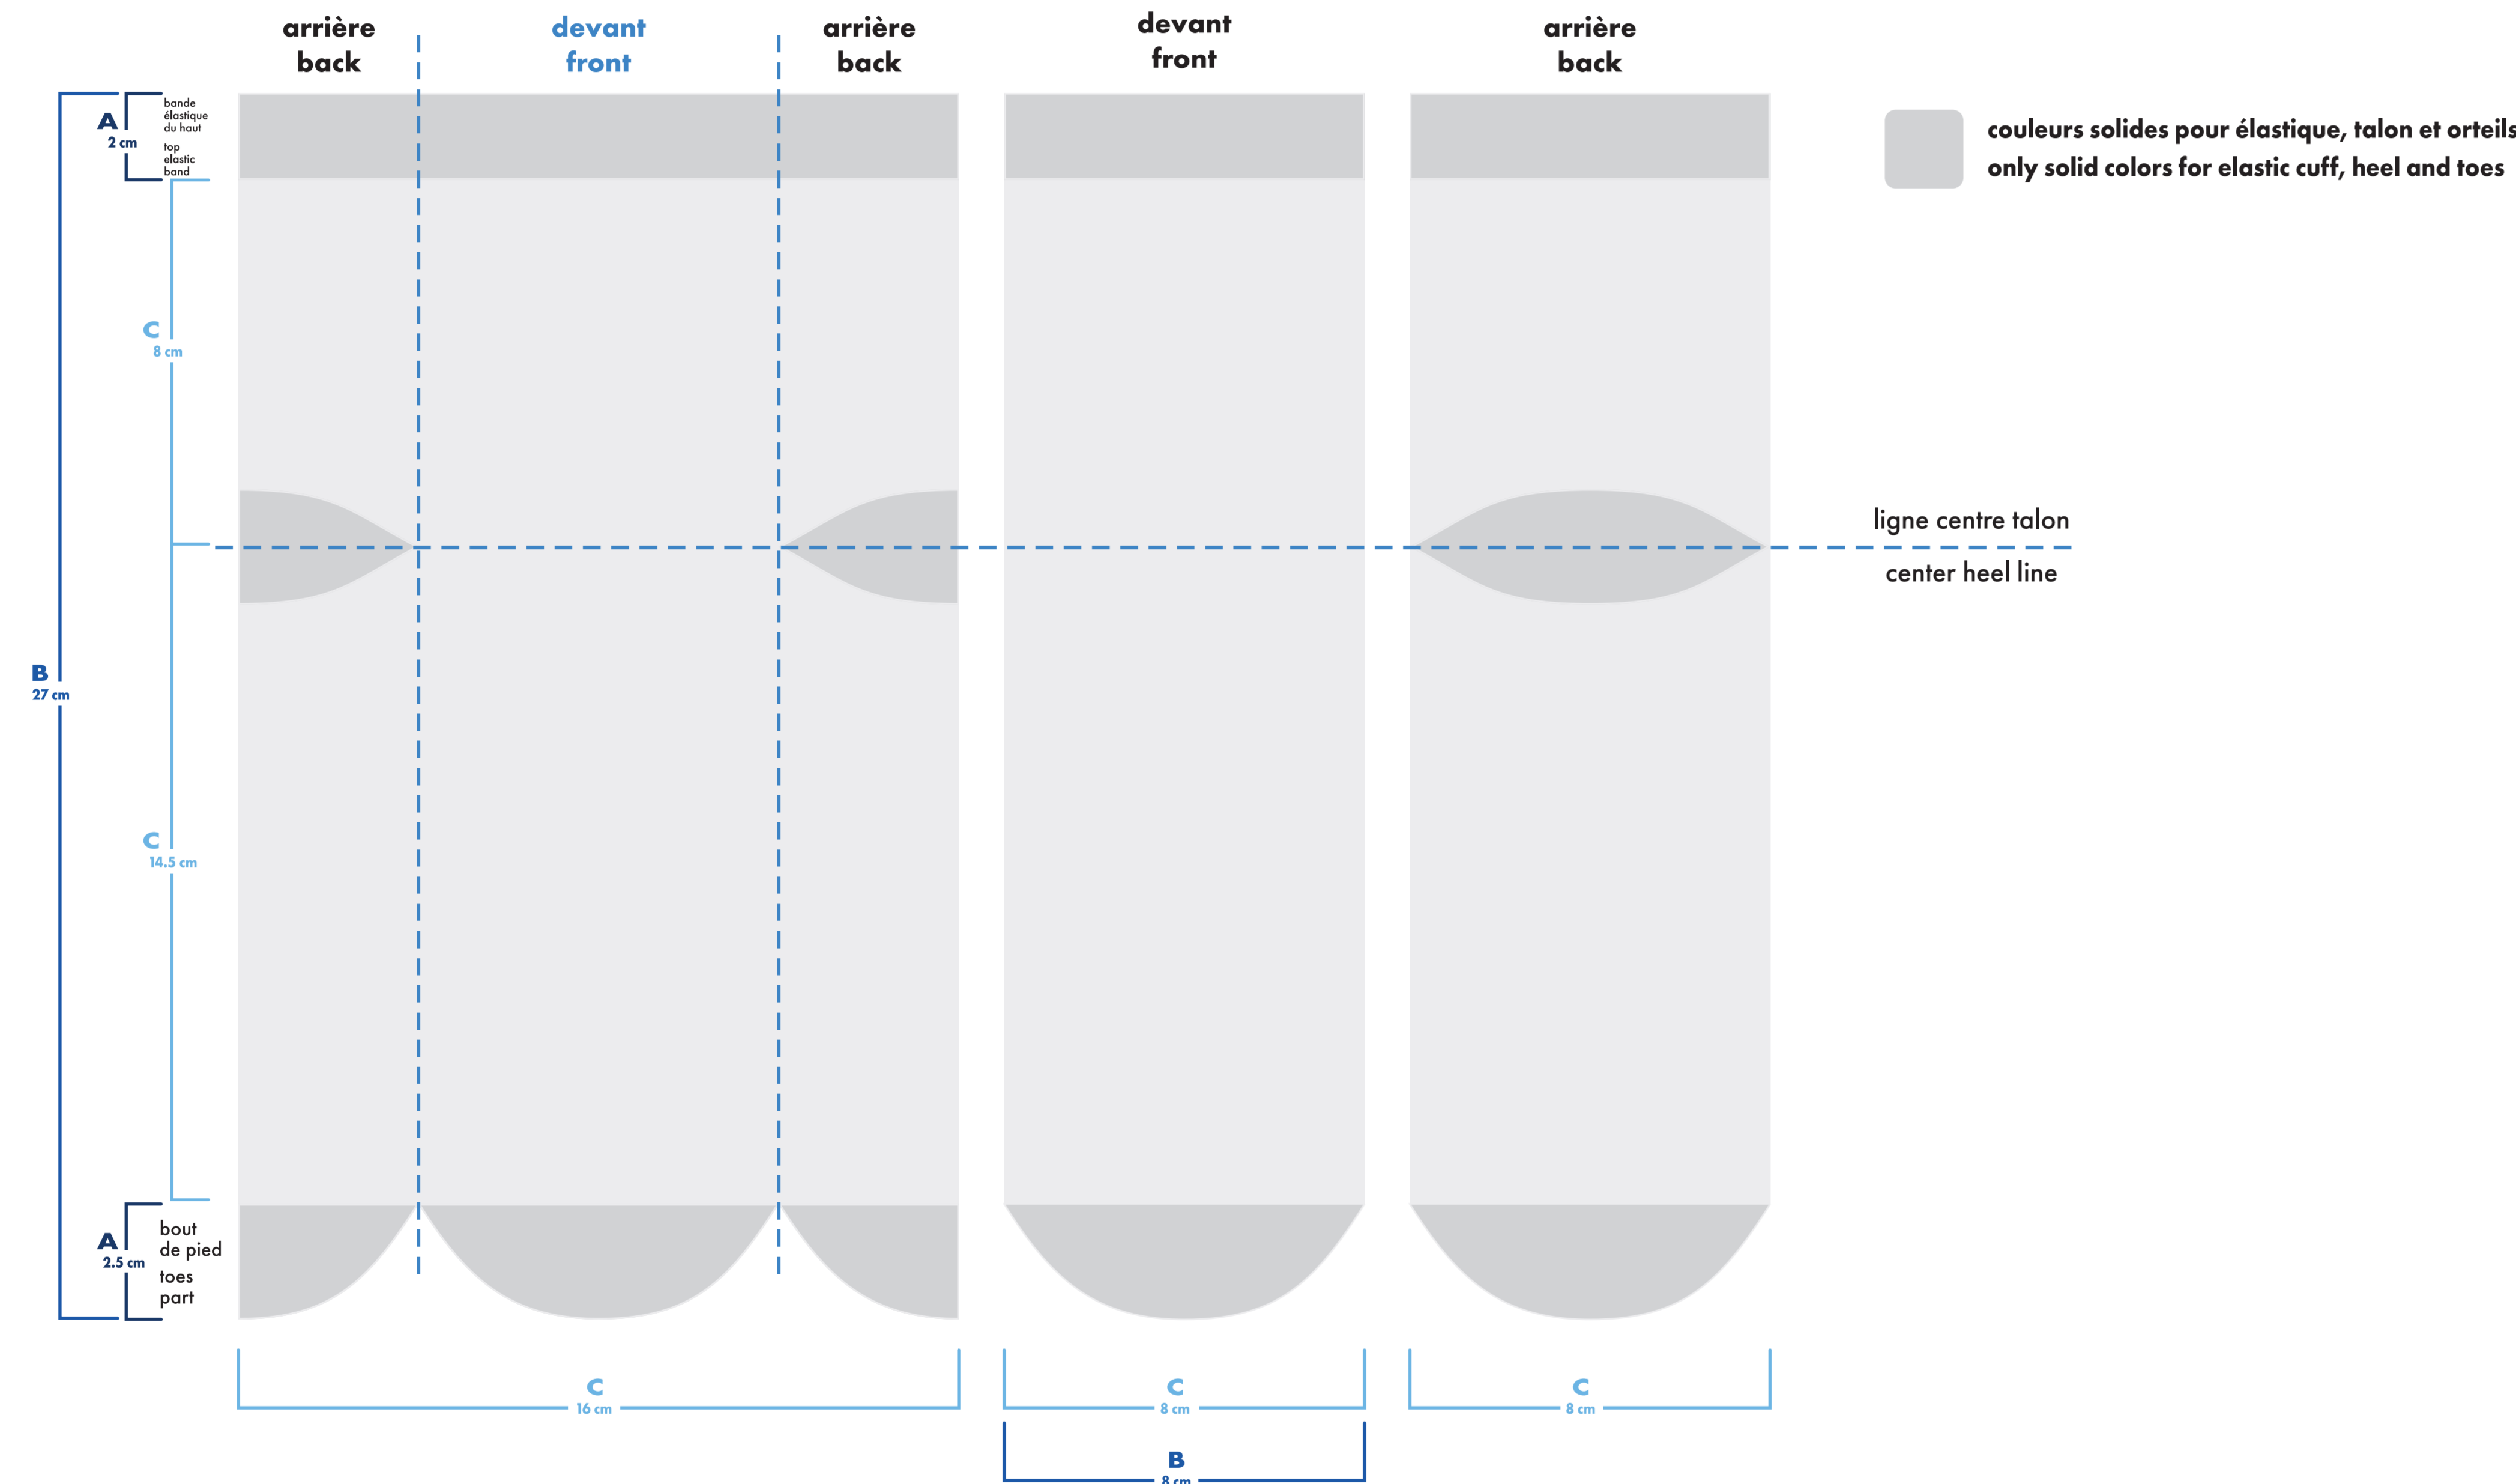 arrière
back
devant
front
arrière
back
devant
front
arrière
back
A
2 cm
bande
élastique
du haut
top
elastic
band
couleurs solides pour élastique, talon et orteils
only solid colors for elastic cuff, heel and toes
C
8 cm
ligne centre talon
center heel line
B
27 cm
C
14.5 cm
A
2.5 cm
bout
de pied
toes
part
C
16 cm
C
8 cm
C
8 cm
B
8 cm